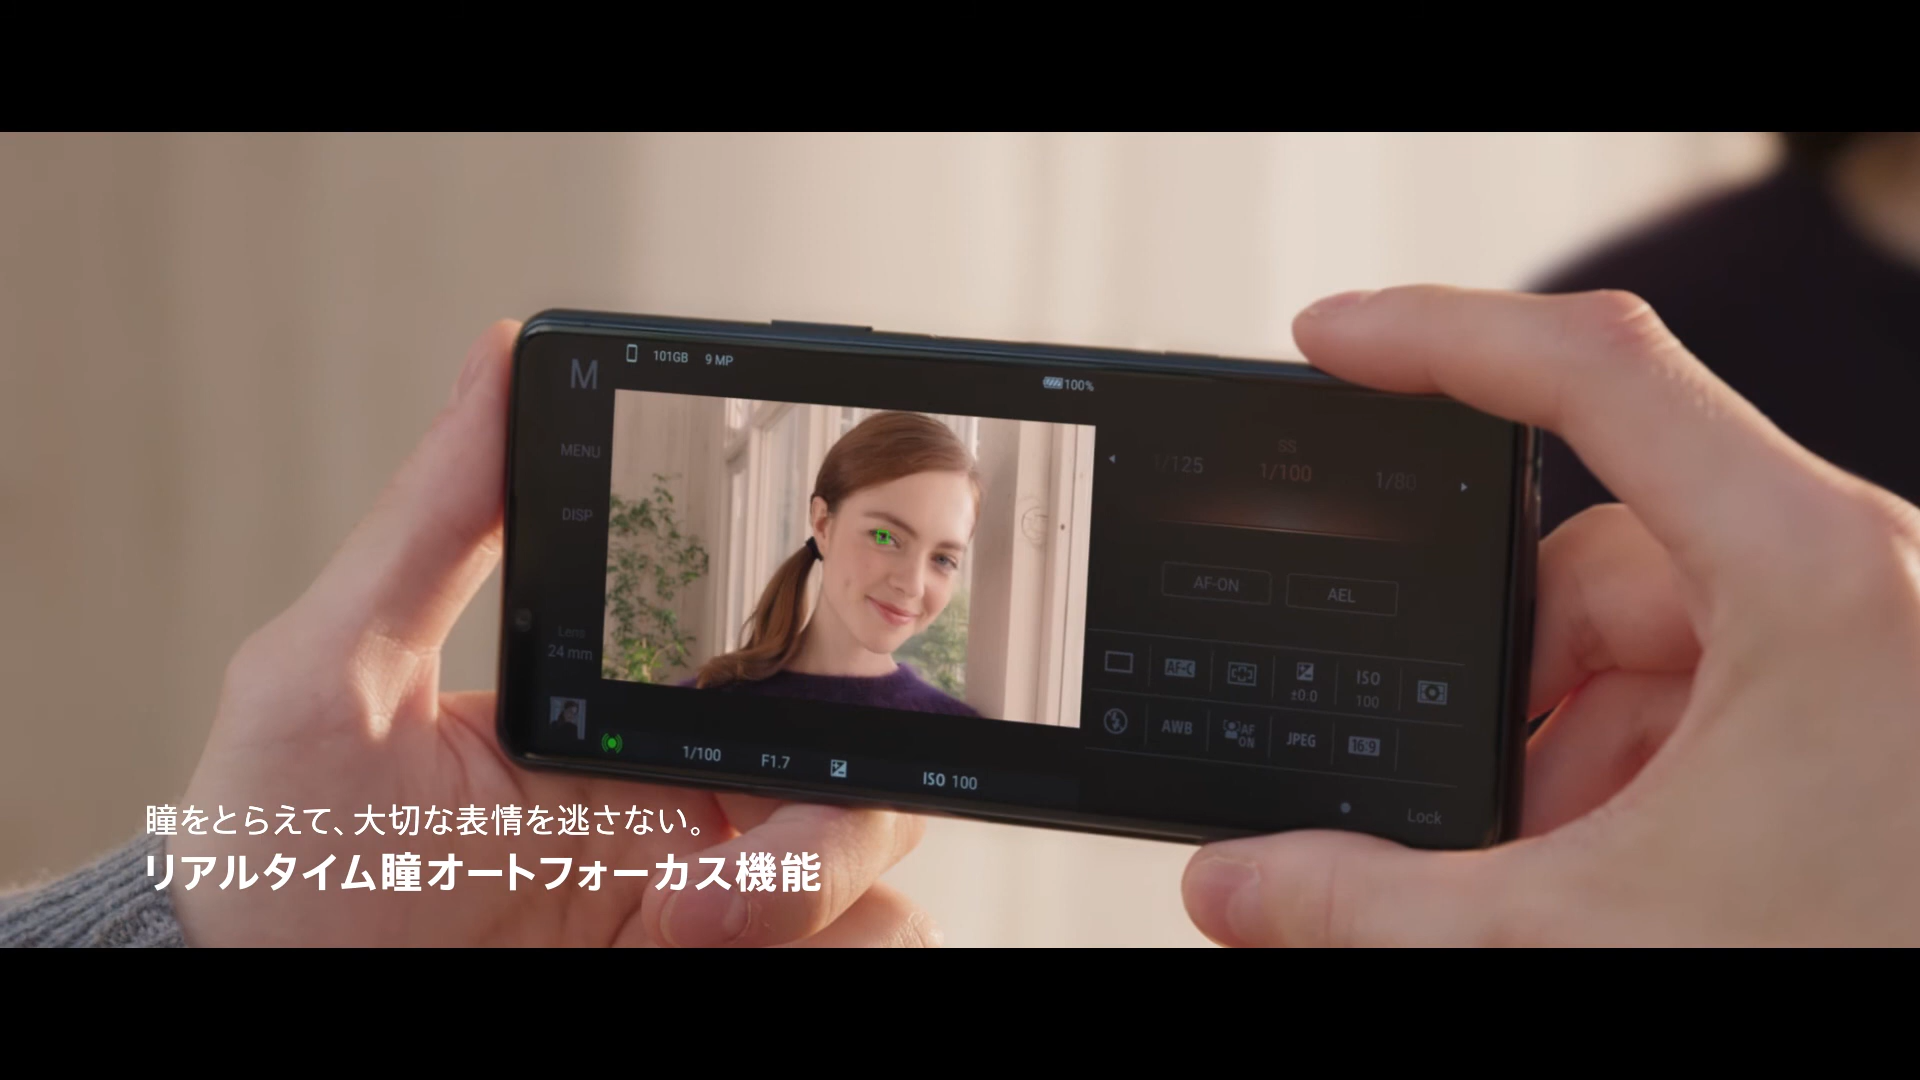 M
101GB 9 MP
100%
MENU
DISP
SS
1/125 1/100 1/80
AF-ON AEL
Lens
24 mm
AF-C
±0.0
ISO
100
AWB
AF
ON
JPEG
16:9
1/100 F1.7 ISO 100
Lock
瞳をとらえて、大切な表情を逃さない。
リアルタイム瞳オートフォーカス機能